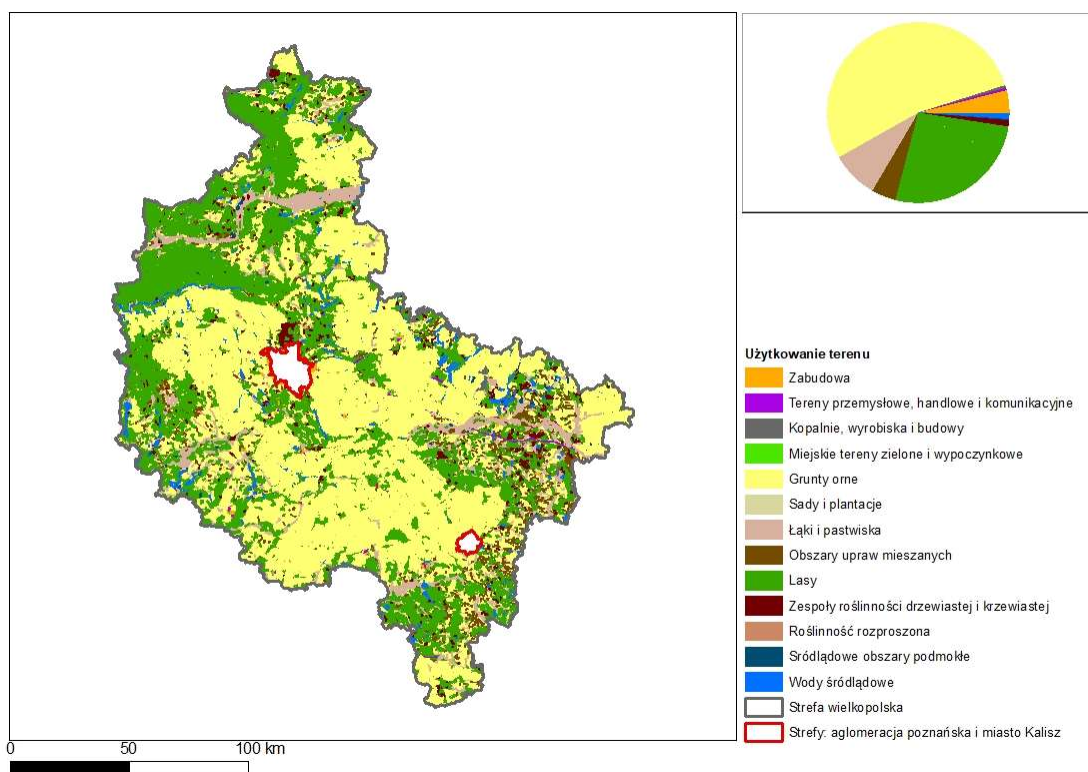 Użytkowanie terenu
Zabudowa
Tereny przemysłowe, handlowe i komunikacyjne
Kopalnie, wyrobiska i budowy
Miejskie tereny zielone i wypoczynkowe
Grunty orne
Sady i plantacje
Łąki i pastwiska
Obszary upraw mieszanych
Lasy
Zespoły roślinności drzewiastej i krzewiastej
Roślinność rozproszona
Sródlądowe obszary podmokłe
Wody śródlądowe
Strefa wielkopolska
Strefy: aglomeracja poznańska i miasto Kalisz
0 50 100 km